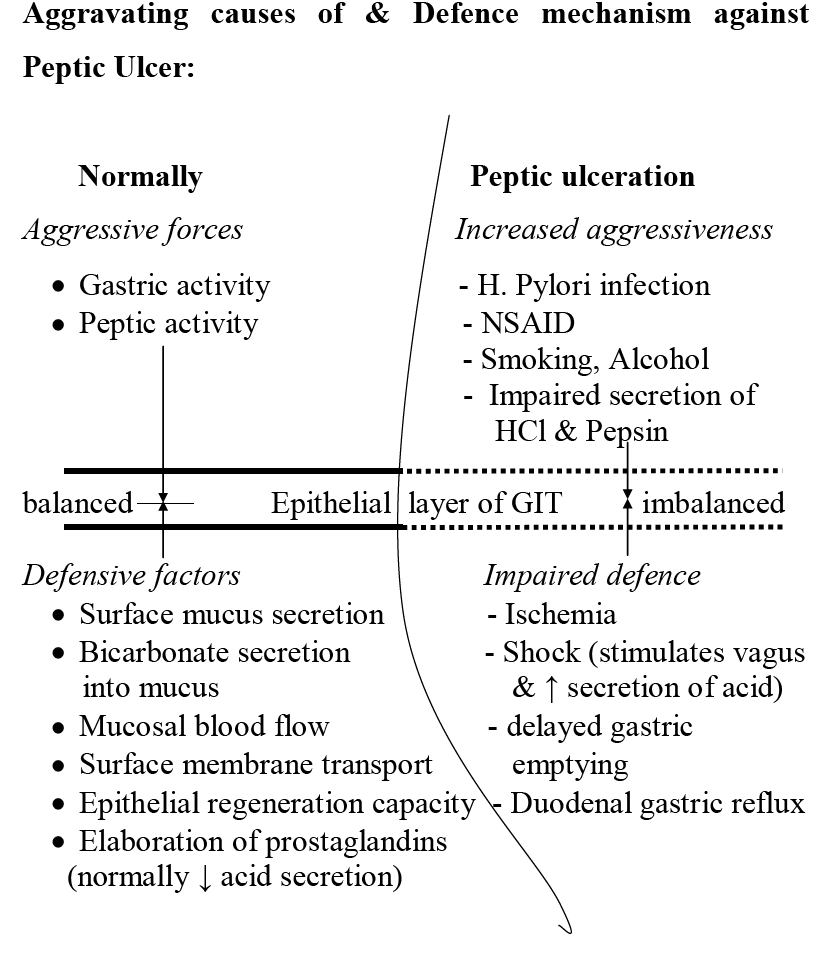 Aggravating causes of & Defence mechanism against
Peptic Ulcer:
Normally
Aggressive forces
• Gastric activity
• Peptic activity
Peptic ulceration
Increased aggressiveness
- H. Pylori infection
- NSAID
- Smoking, Alcohol
- Impaired secretion of
HCl & Pepsin
balanced
Epithelial layer of GIT
imbalanced
Defensive factors
• Surface mucus secretion
• Bicarbonate secretion
into mucus
• Mucosal blood flow
• Surface membrane transport
• Epithelial regeneration capacity
• Elaboration of prostaglandins
(normally ↓ acid secretion)
Impaired defence
- Ischemia
- Shock (stimulates vagus
& ↑ secretion of acid)
- delayed gastric
emptying
- Duodenal gastric reflux